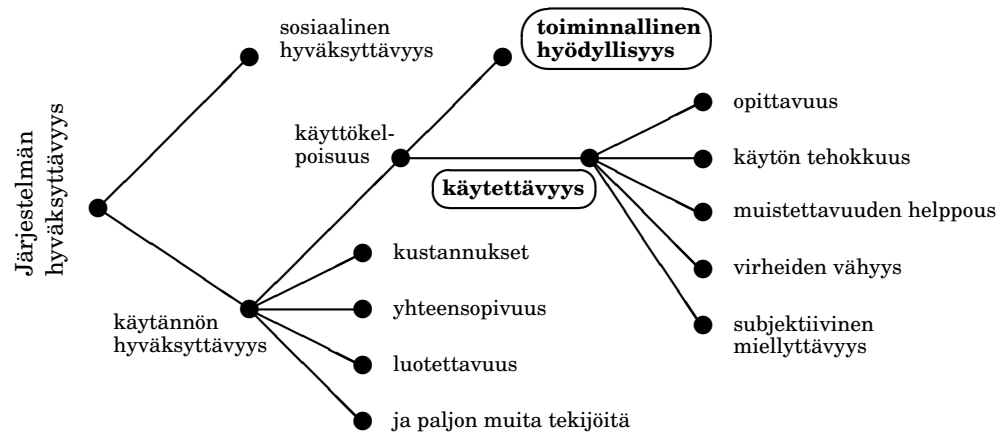 sosiaalinen
hyväksyttävyys
toiminnallinen
hyödyllisyys
Järjestelmän
hyväksyttävyys
käyttökel-
poisuus
käytettävyys
opittavuus
käytön tehokkuus
muistettavuuden helppous
virheiden vähyys
subjektiivinen
miellyttävyys
käytännön
hyväksyttävyys
kustannukset
yhteensopivuus
luotettavuus
ja paljon muita tekijöitä